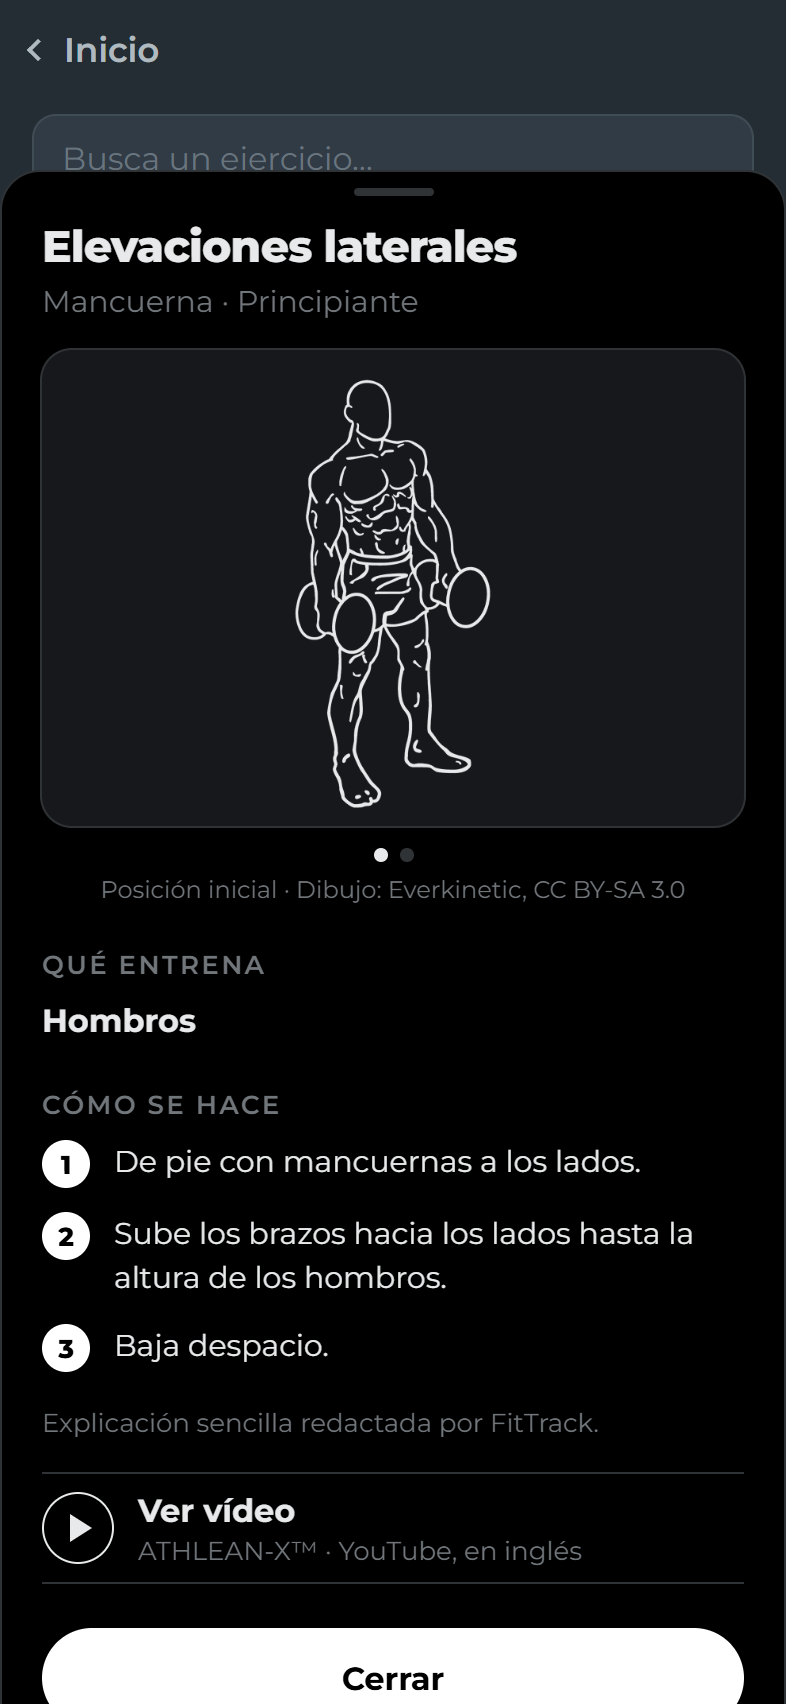 Inicio
Busca un ejercicio...
Elevaciones laterales
Mancuerna · Principiante
Posición inicial · Dibujo: Everkinetic, CC BY-SA 3.0
QUÉ ENTRENA
Hombros
CÓMO SE HACE
1 De pie con mancuernas a los lados.
2 Sube los brazos hacia los lados hasta la
altura de los hombros.
3 Baja despacio.
Explicación sencilla redactada por FitTrack.
Ver vídeo
ATHLEAN-X™ · YouTube, en inglés
Cerrar